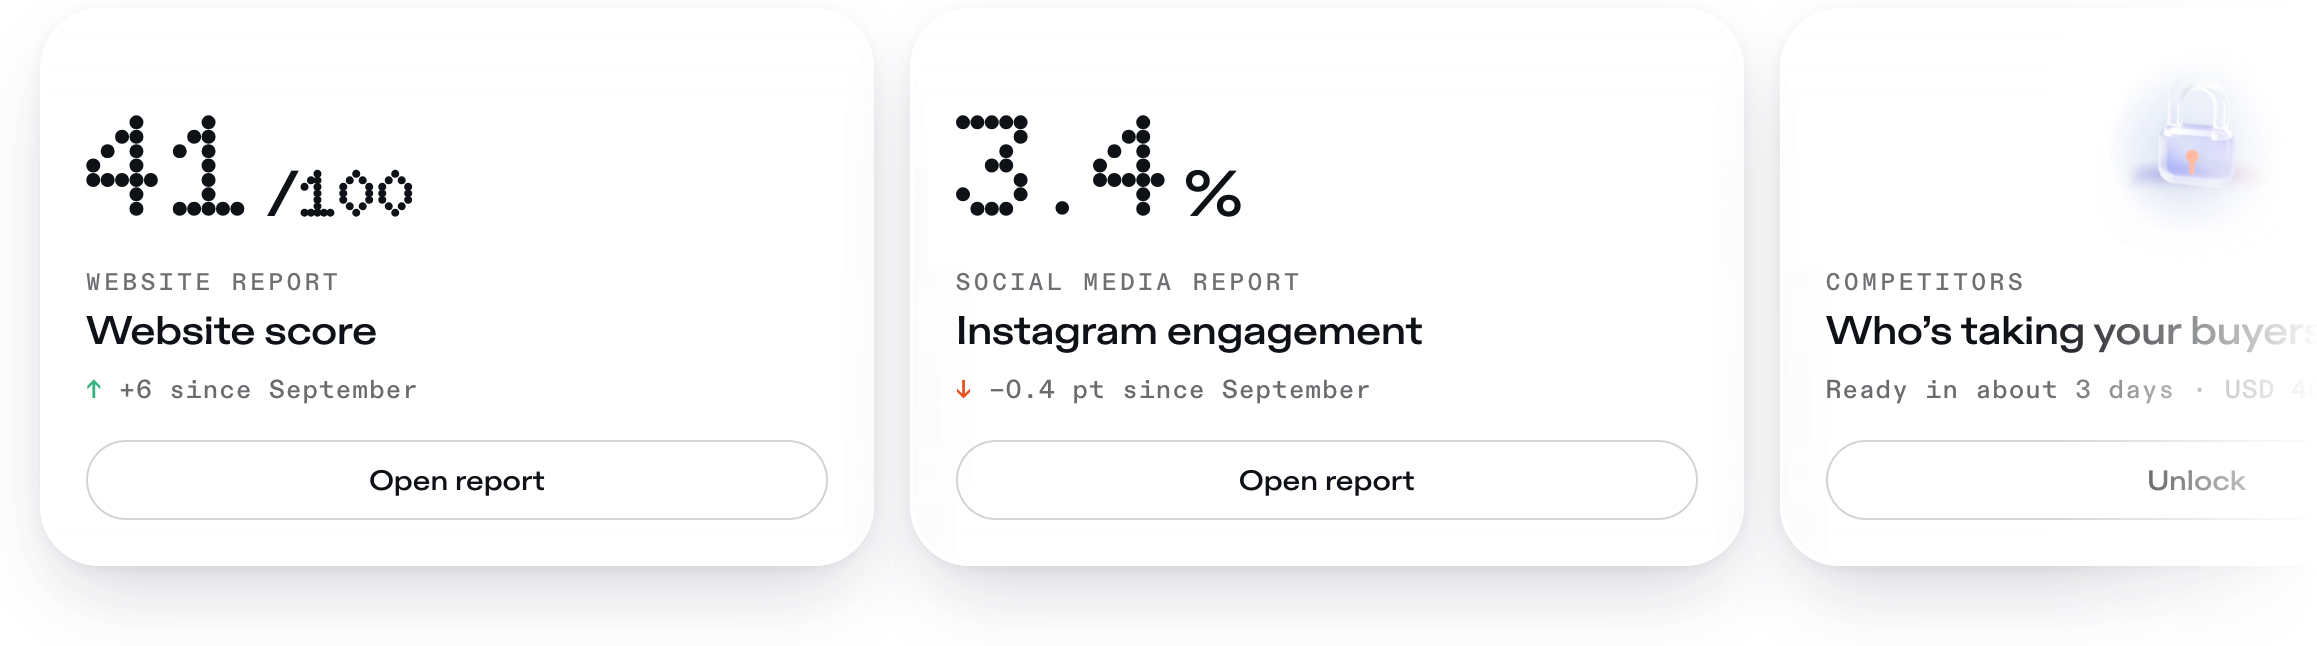 41 /100
WEBSITE REPORT
Website score
↑ +6 since September
Open report
3.4 %
SOCIAL MEDIA REPORT
Instagram engagement
↓ −0.4 pt since September
Open report
COMPETITORS
Who’s taking your buyers
Ready in about 3 days · USD
Unlock